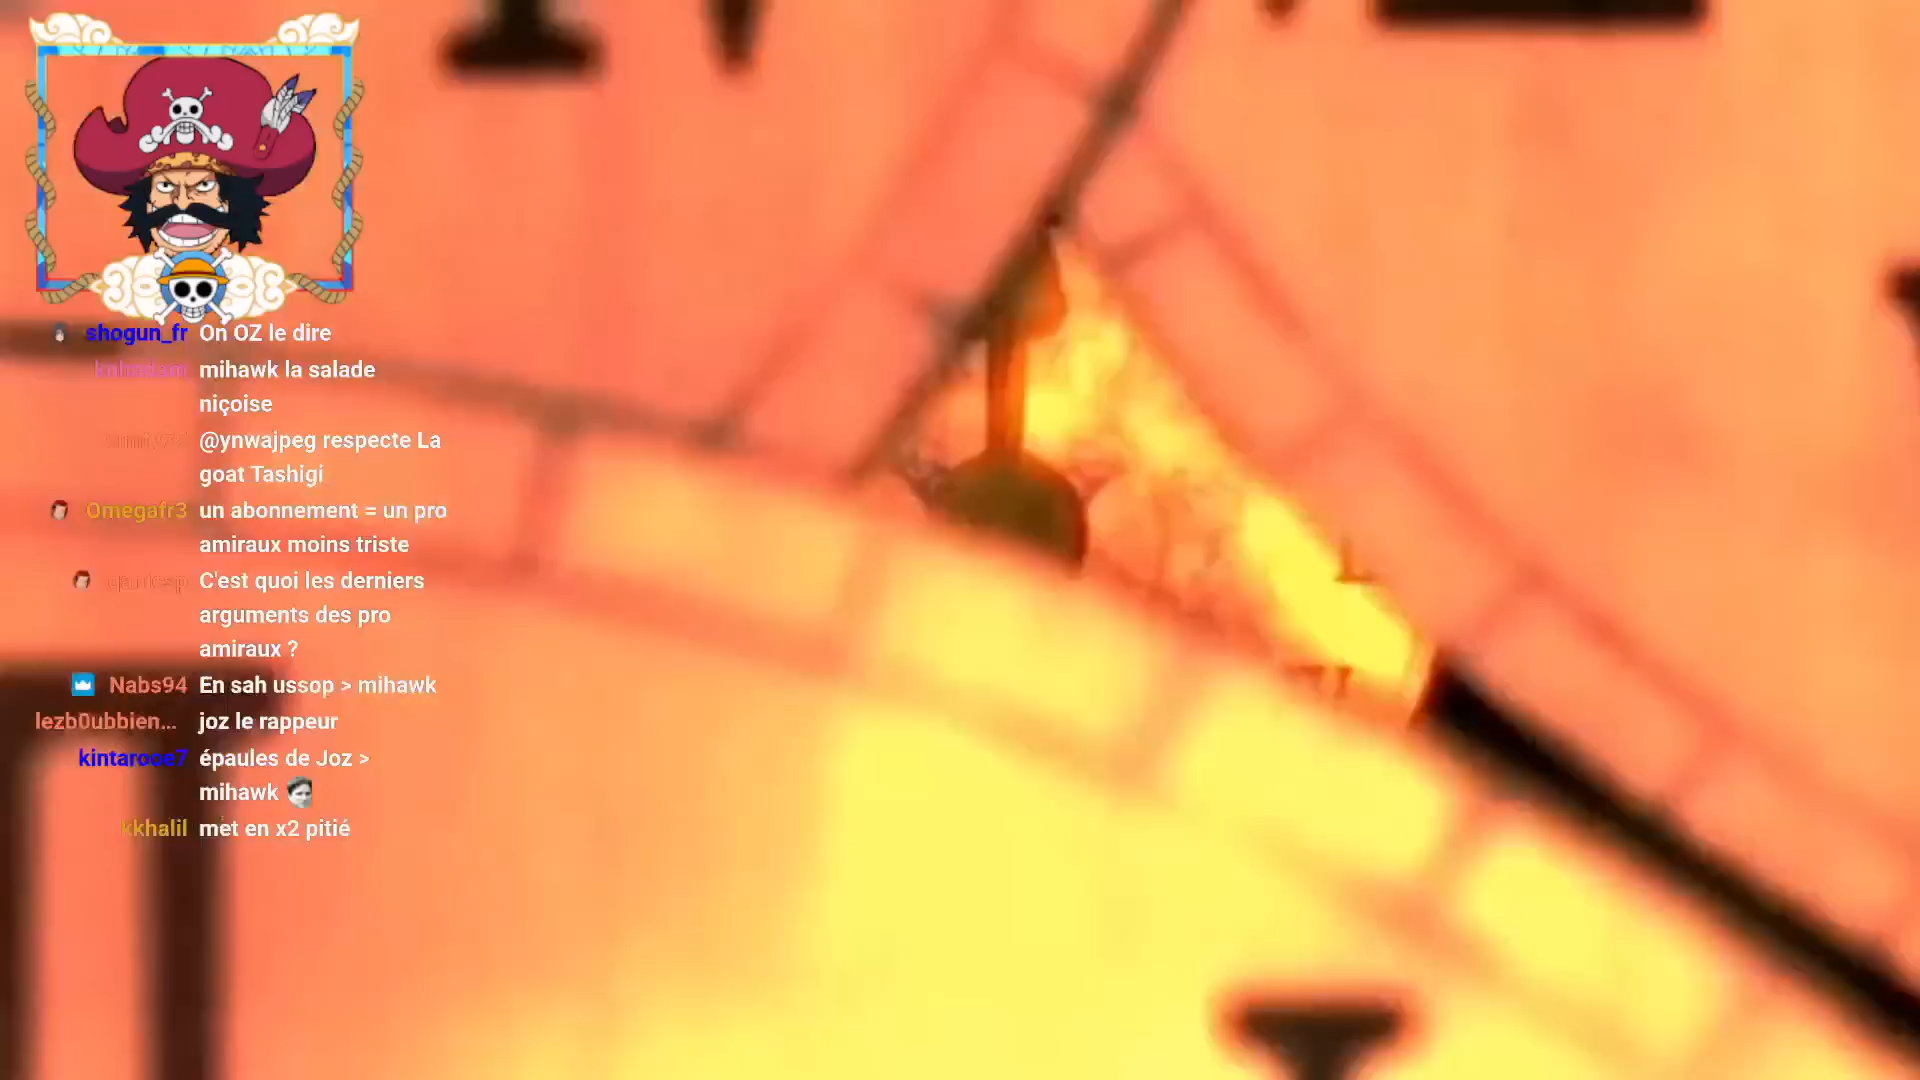 shogun_fr On OZ le dire
mihawk la salade
niçoise
@ynwajpeg respecte La
goat Tashigi
Omegafr3 un abonnement = un pro
amiraux moins triste
C'est quoi les derniers
arguments des pro
amiraux ?
Nabs94 En sah ussop > mihawk
lezb0ubbien... joz le rappeur
kintarooe7 épaules de Joz >
mihawk
kkhalil met en x2 pitié